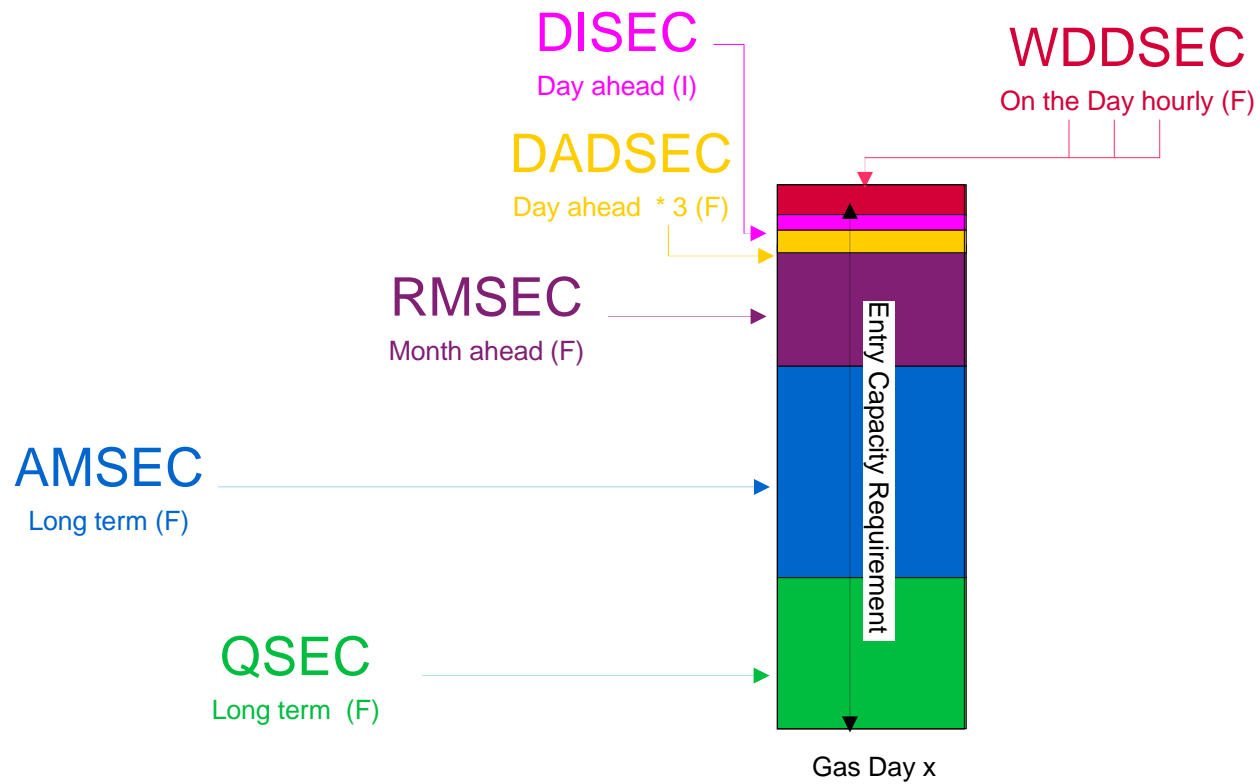 DISEC
Day ahead (I)
WDDSEC
On the Day hourly (F)
DADSEC
Day ahead * 3 (F)
RMSEC
Month ahead (F)
AMSEC
Long term (F)
QSEC
Long term (F)
Entry Capacity Requirement
Gas Day x